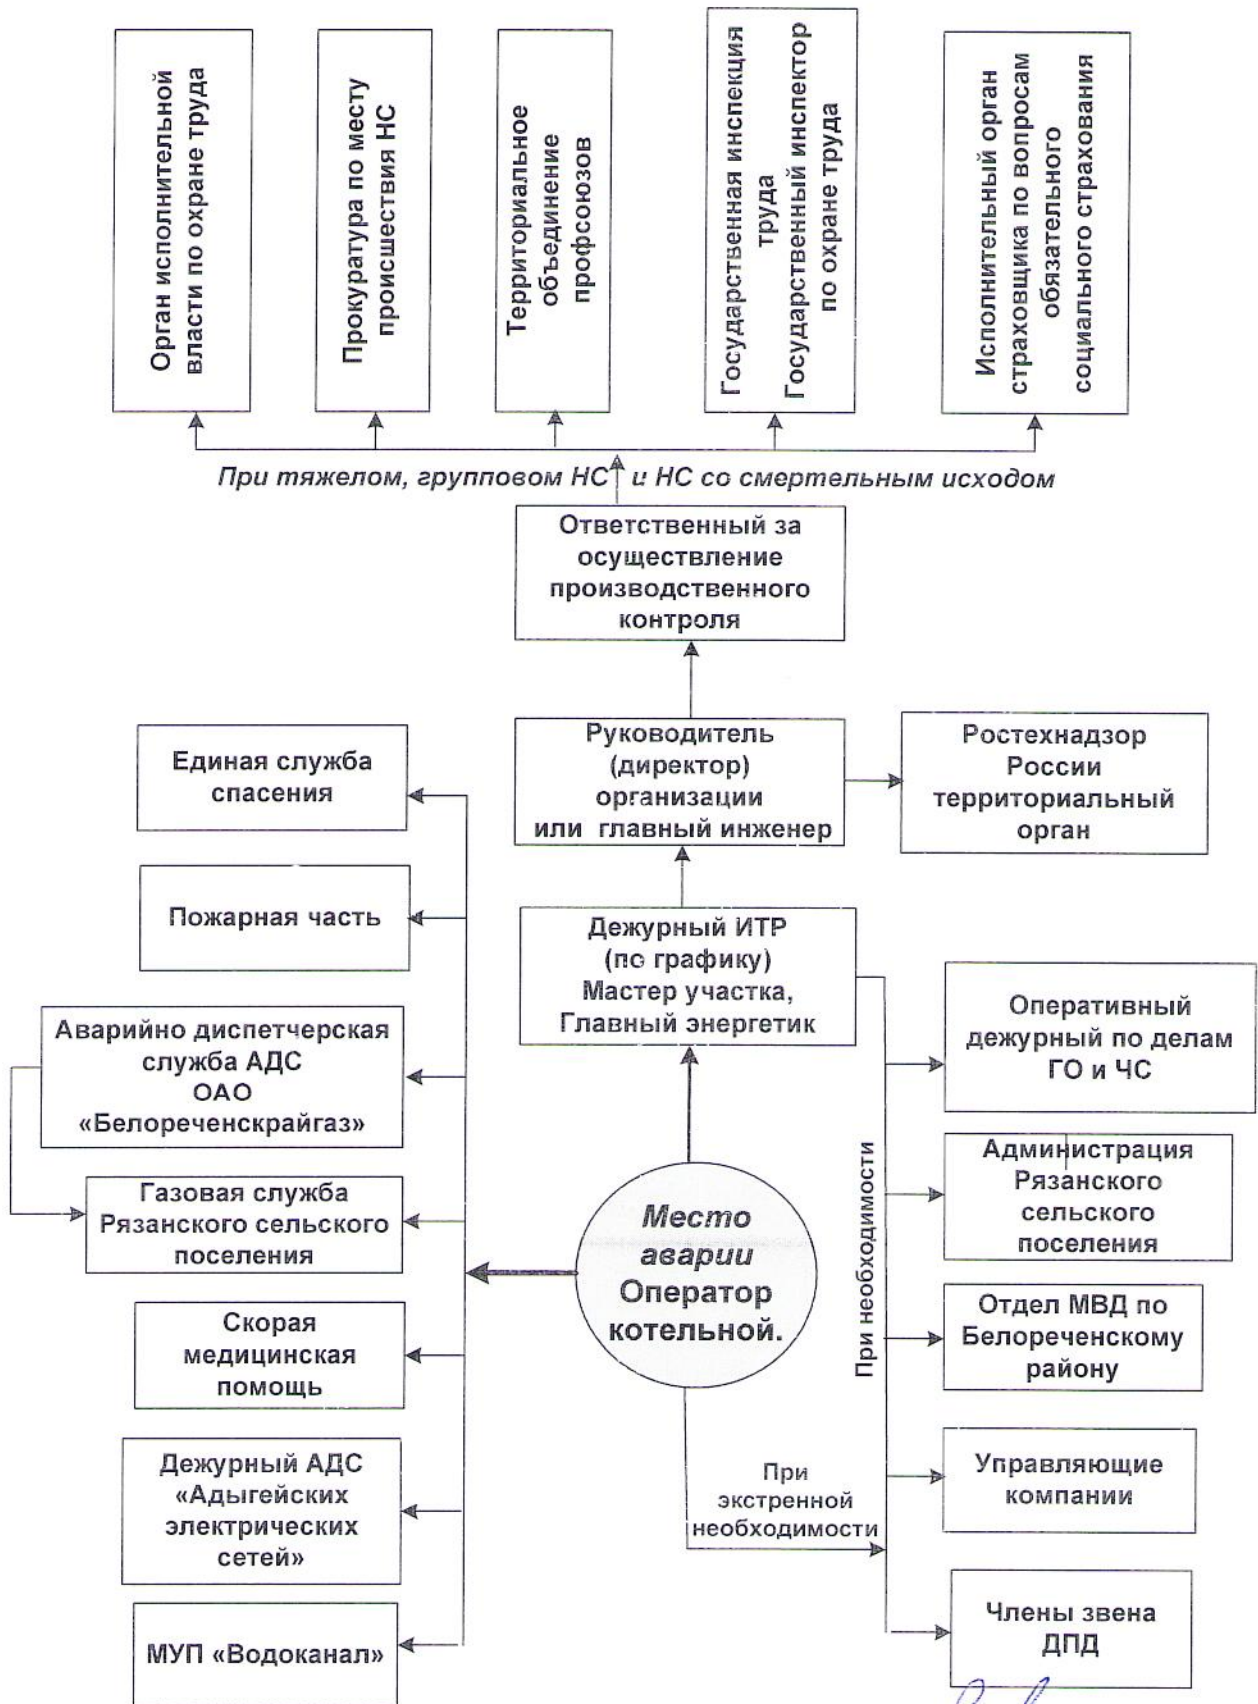 Орган исполнительной
власти по охране труда
Прокуратура по месту
происшествия НС
Территориальное
объединение
профсоюзов
Государственная инспекция
труда
Государственный инспектор
по охране труда
Исполнительный орган
страховщика по вопросам
обязательного
социального страхования
При тяжелом, групповом НС и НС со смертельным исходом
Ответственный за
осуществление
производственного
контроля
Руководитель
(директор)
организации
или главный инженер
Ростехнадзор
России
территориальный
орган
Единая служба
спасения
Пожарная часть
Дежурный ИТР
(по графику)
Мастер участка,
Главный энергетик
Аварийно диспетчерская
служба АДС
ОАО
«Белореченскрайгаз»
Оперативный
дежурный по делам
ГО и ЧС
Газовая служба
Рязанского сельского
поселения
Место
аварии
Оператор
котельной.
При необходимости
Администрация
Рязанского
сельского
поселения
Скорая
медицинская
помощь
Отдел МВД по
Белореченскому
району
Дежурный АДС
«Адыгейских
электрических
сетей»
При
экстренной
необходимости
Управляющие
компании
МУП «Водоканал»
Члены звена
ДПД